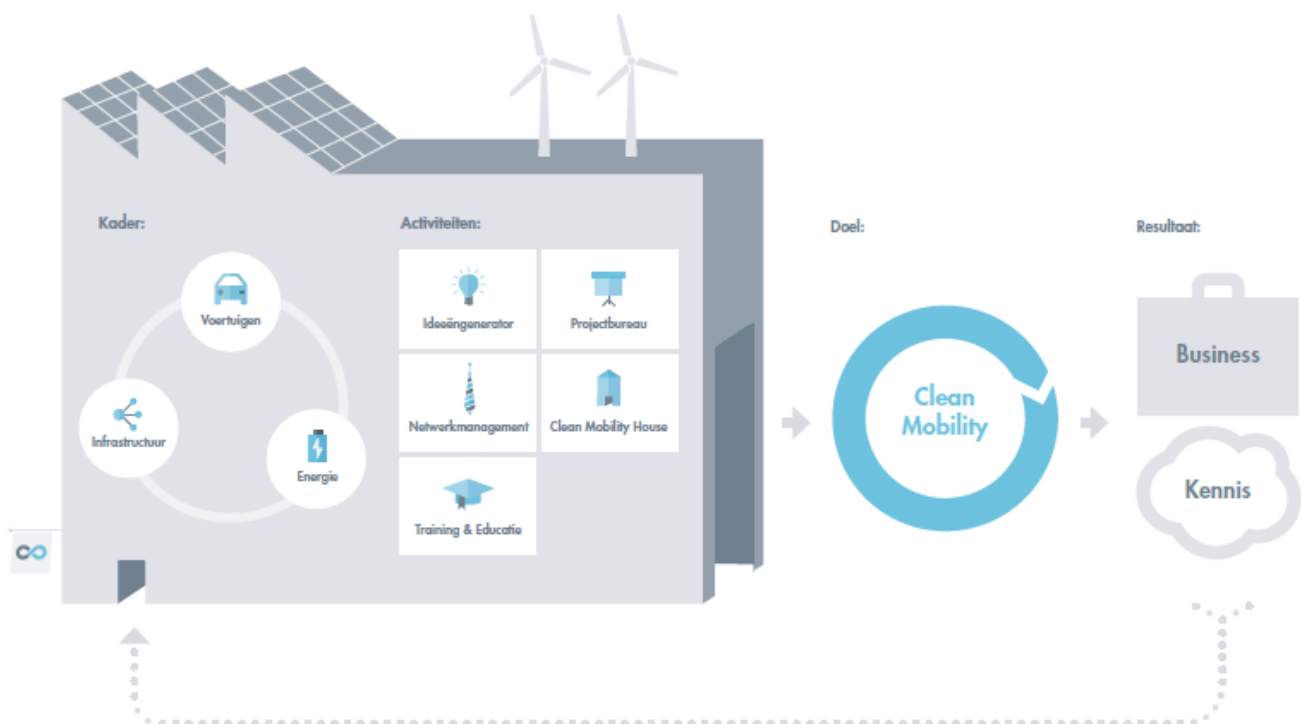 Kader:
Activiteiten:
Doel:
Resultaat:
Voertuigen
Infrastructuur
Energie
Ideeëngenerator
Projectbureau
Netwerkmanagement
Clean Mobility House
Training & Educatie
Clean
Mobility
Business
Kennis